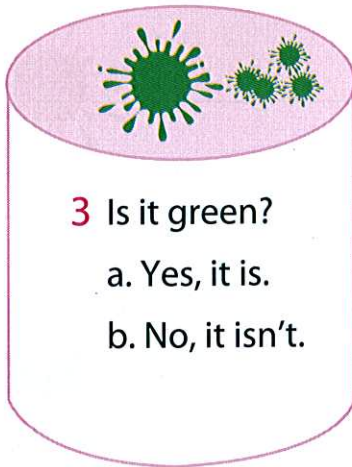 3 Is it green?
a. Yes, it is.
b. No, it isn't.